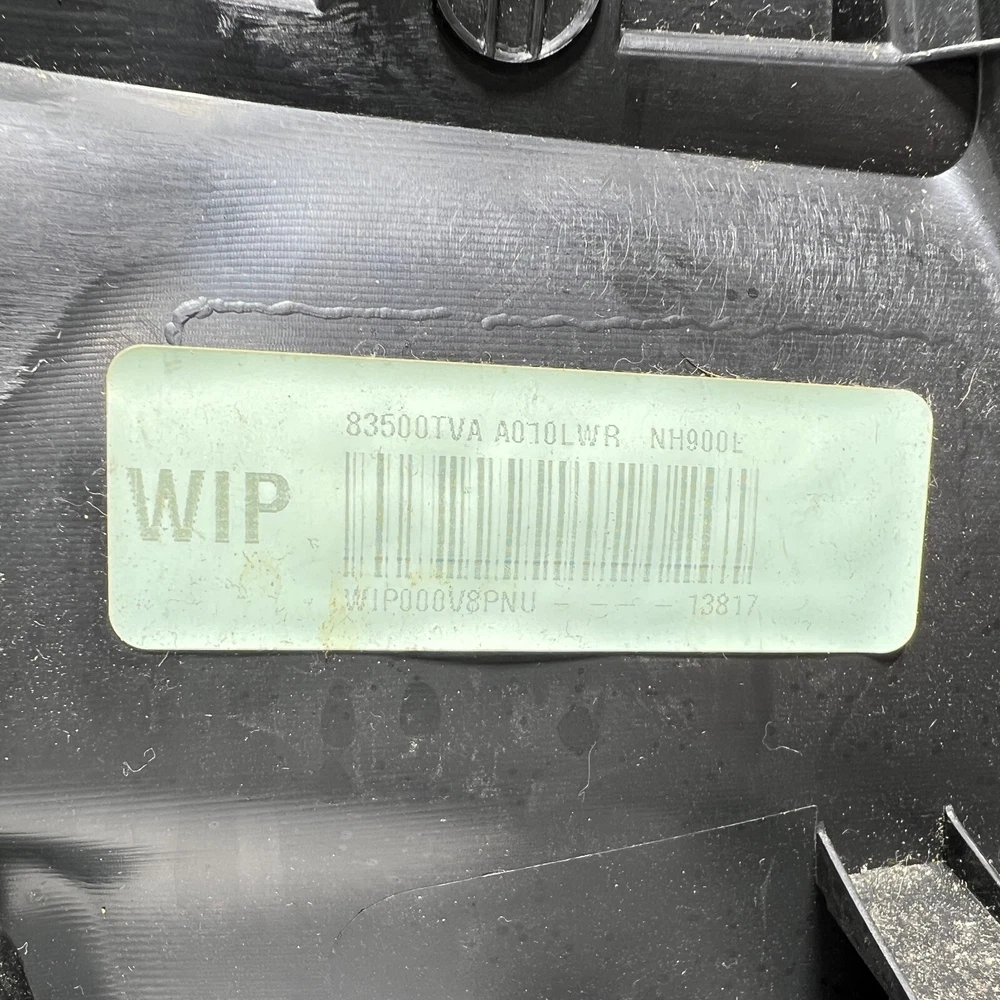 83500TVA A010LWR NH900L
WIP
WIP000V8PNU - - - - 13817